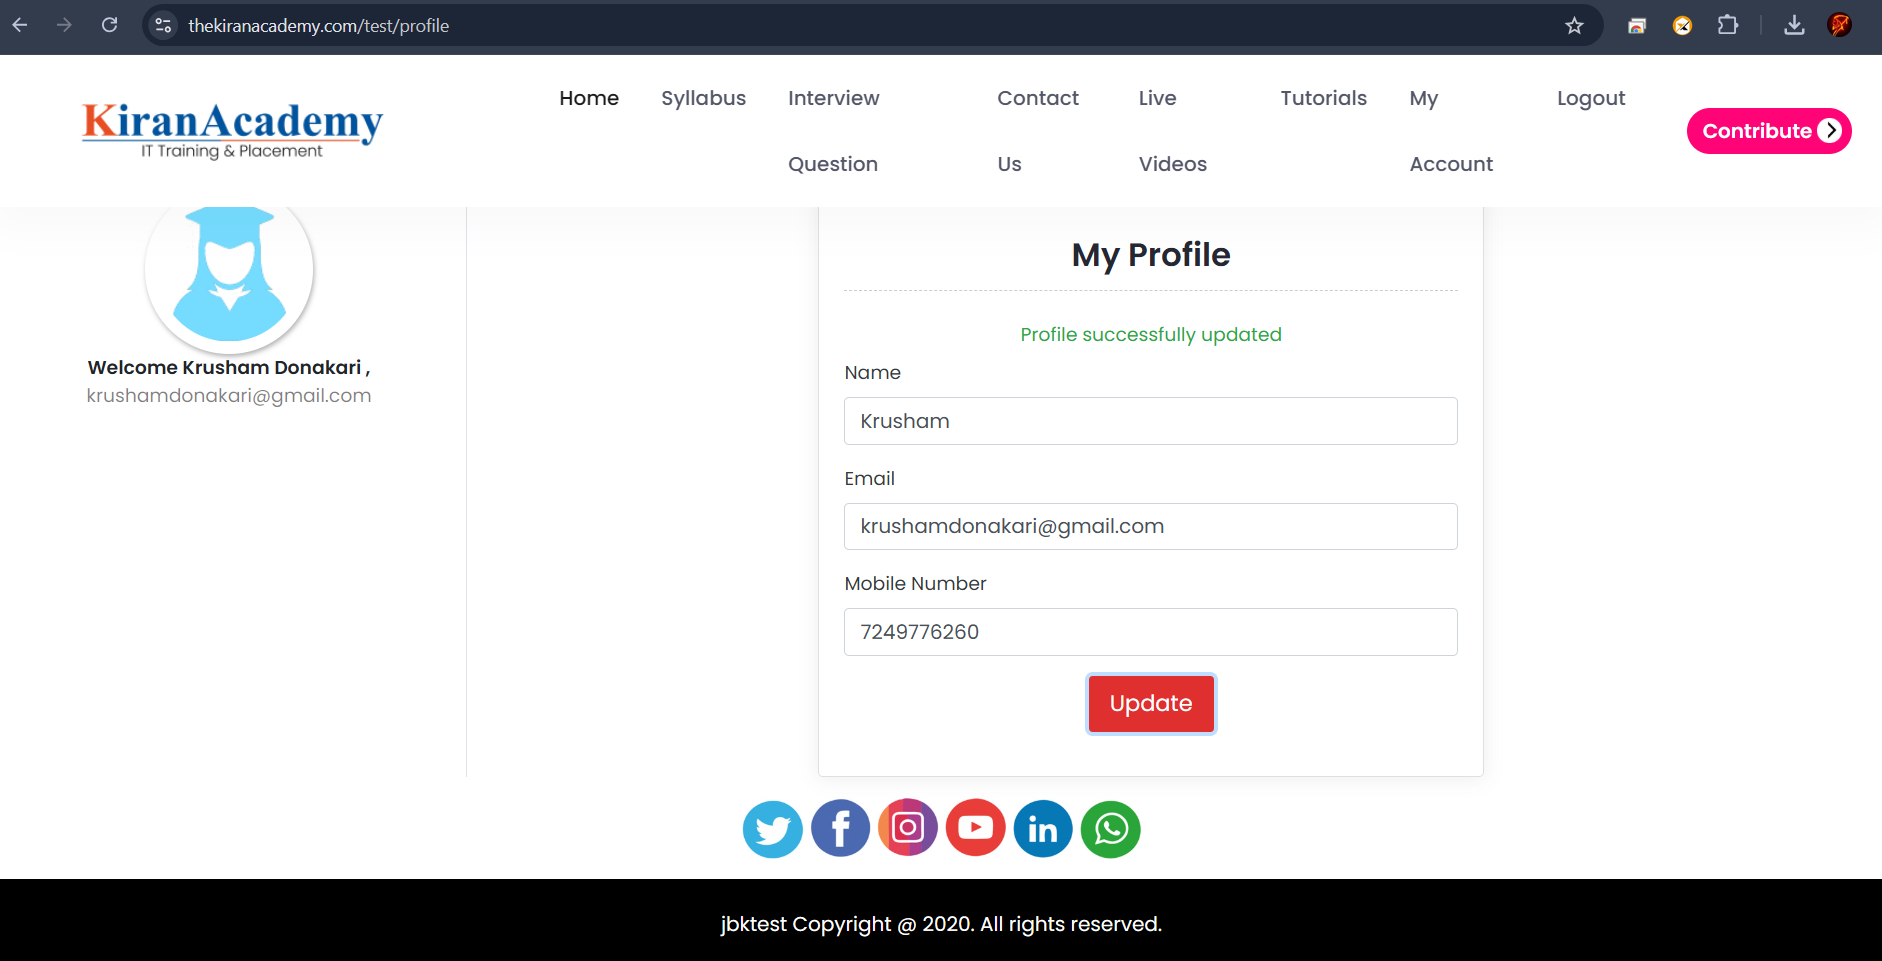 thekiranacademy.com/test/profile
KiranAcademy
IT Training & Placement
Home
Syllabus
Interview
Question
Contact
Us
Live
Videos
Tutorials
My
Account
Logout
Contribute
Welcome Krusham Donakari ,
krushamdonakari@gmail.com
My Profile
Profile successfully updated
Name
Krusham
Email
krushamdonakari@gmail.com
Mobile Number
7249776260
Update
jbktest Copyright @ 2020. All rights reserved.